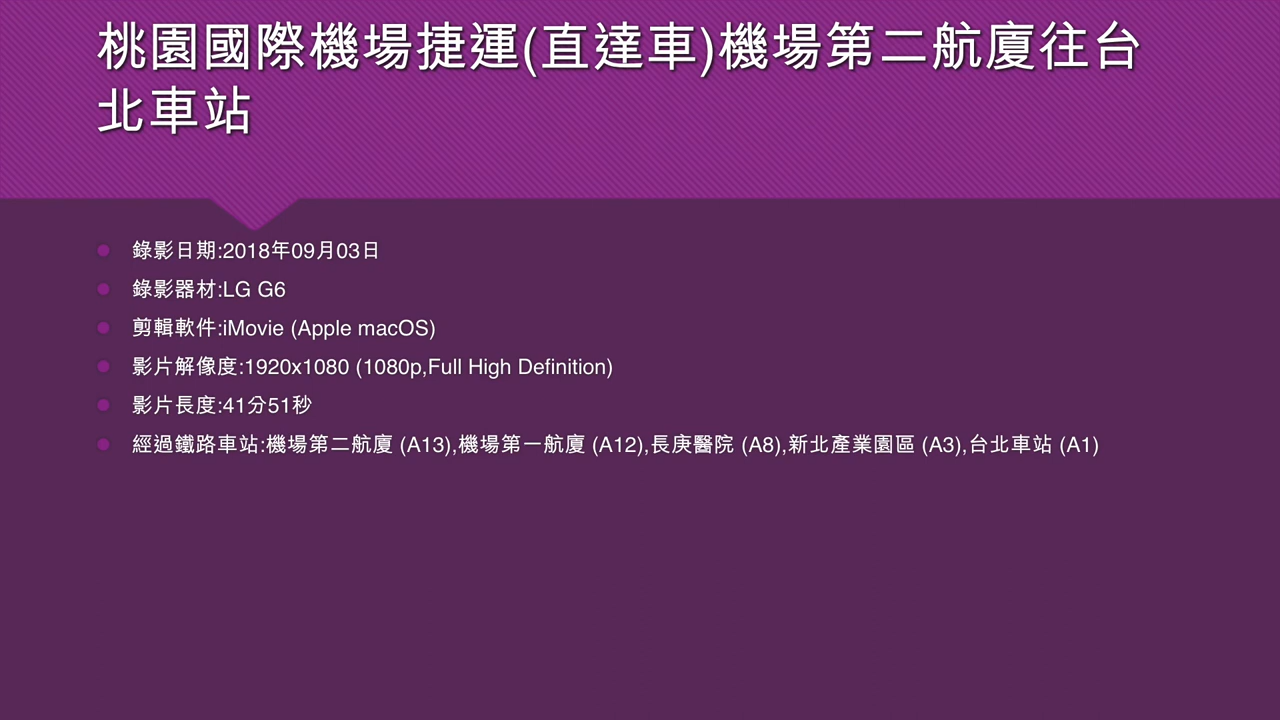 桃園國際機場捷運(直達車)機場第二航廈往台
北車站
錄影日期:2018年09月03日
錄影器材:LG G6
剪輯軟件:iMovie (Apple macOS)
影片解像度:1920x1080 (1080p,Full High Definition)
影片長度:41分51秒
經過鐵路車站:機場第二航廈 (A13),機場第一航廈 (A12),長庚醫院 (A8),新北產業園區 (A3),台北車站 (A1)